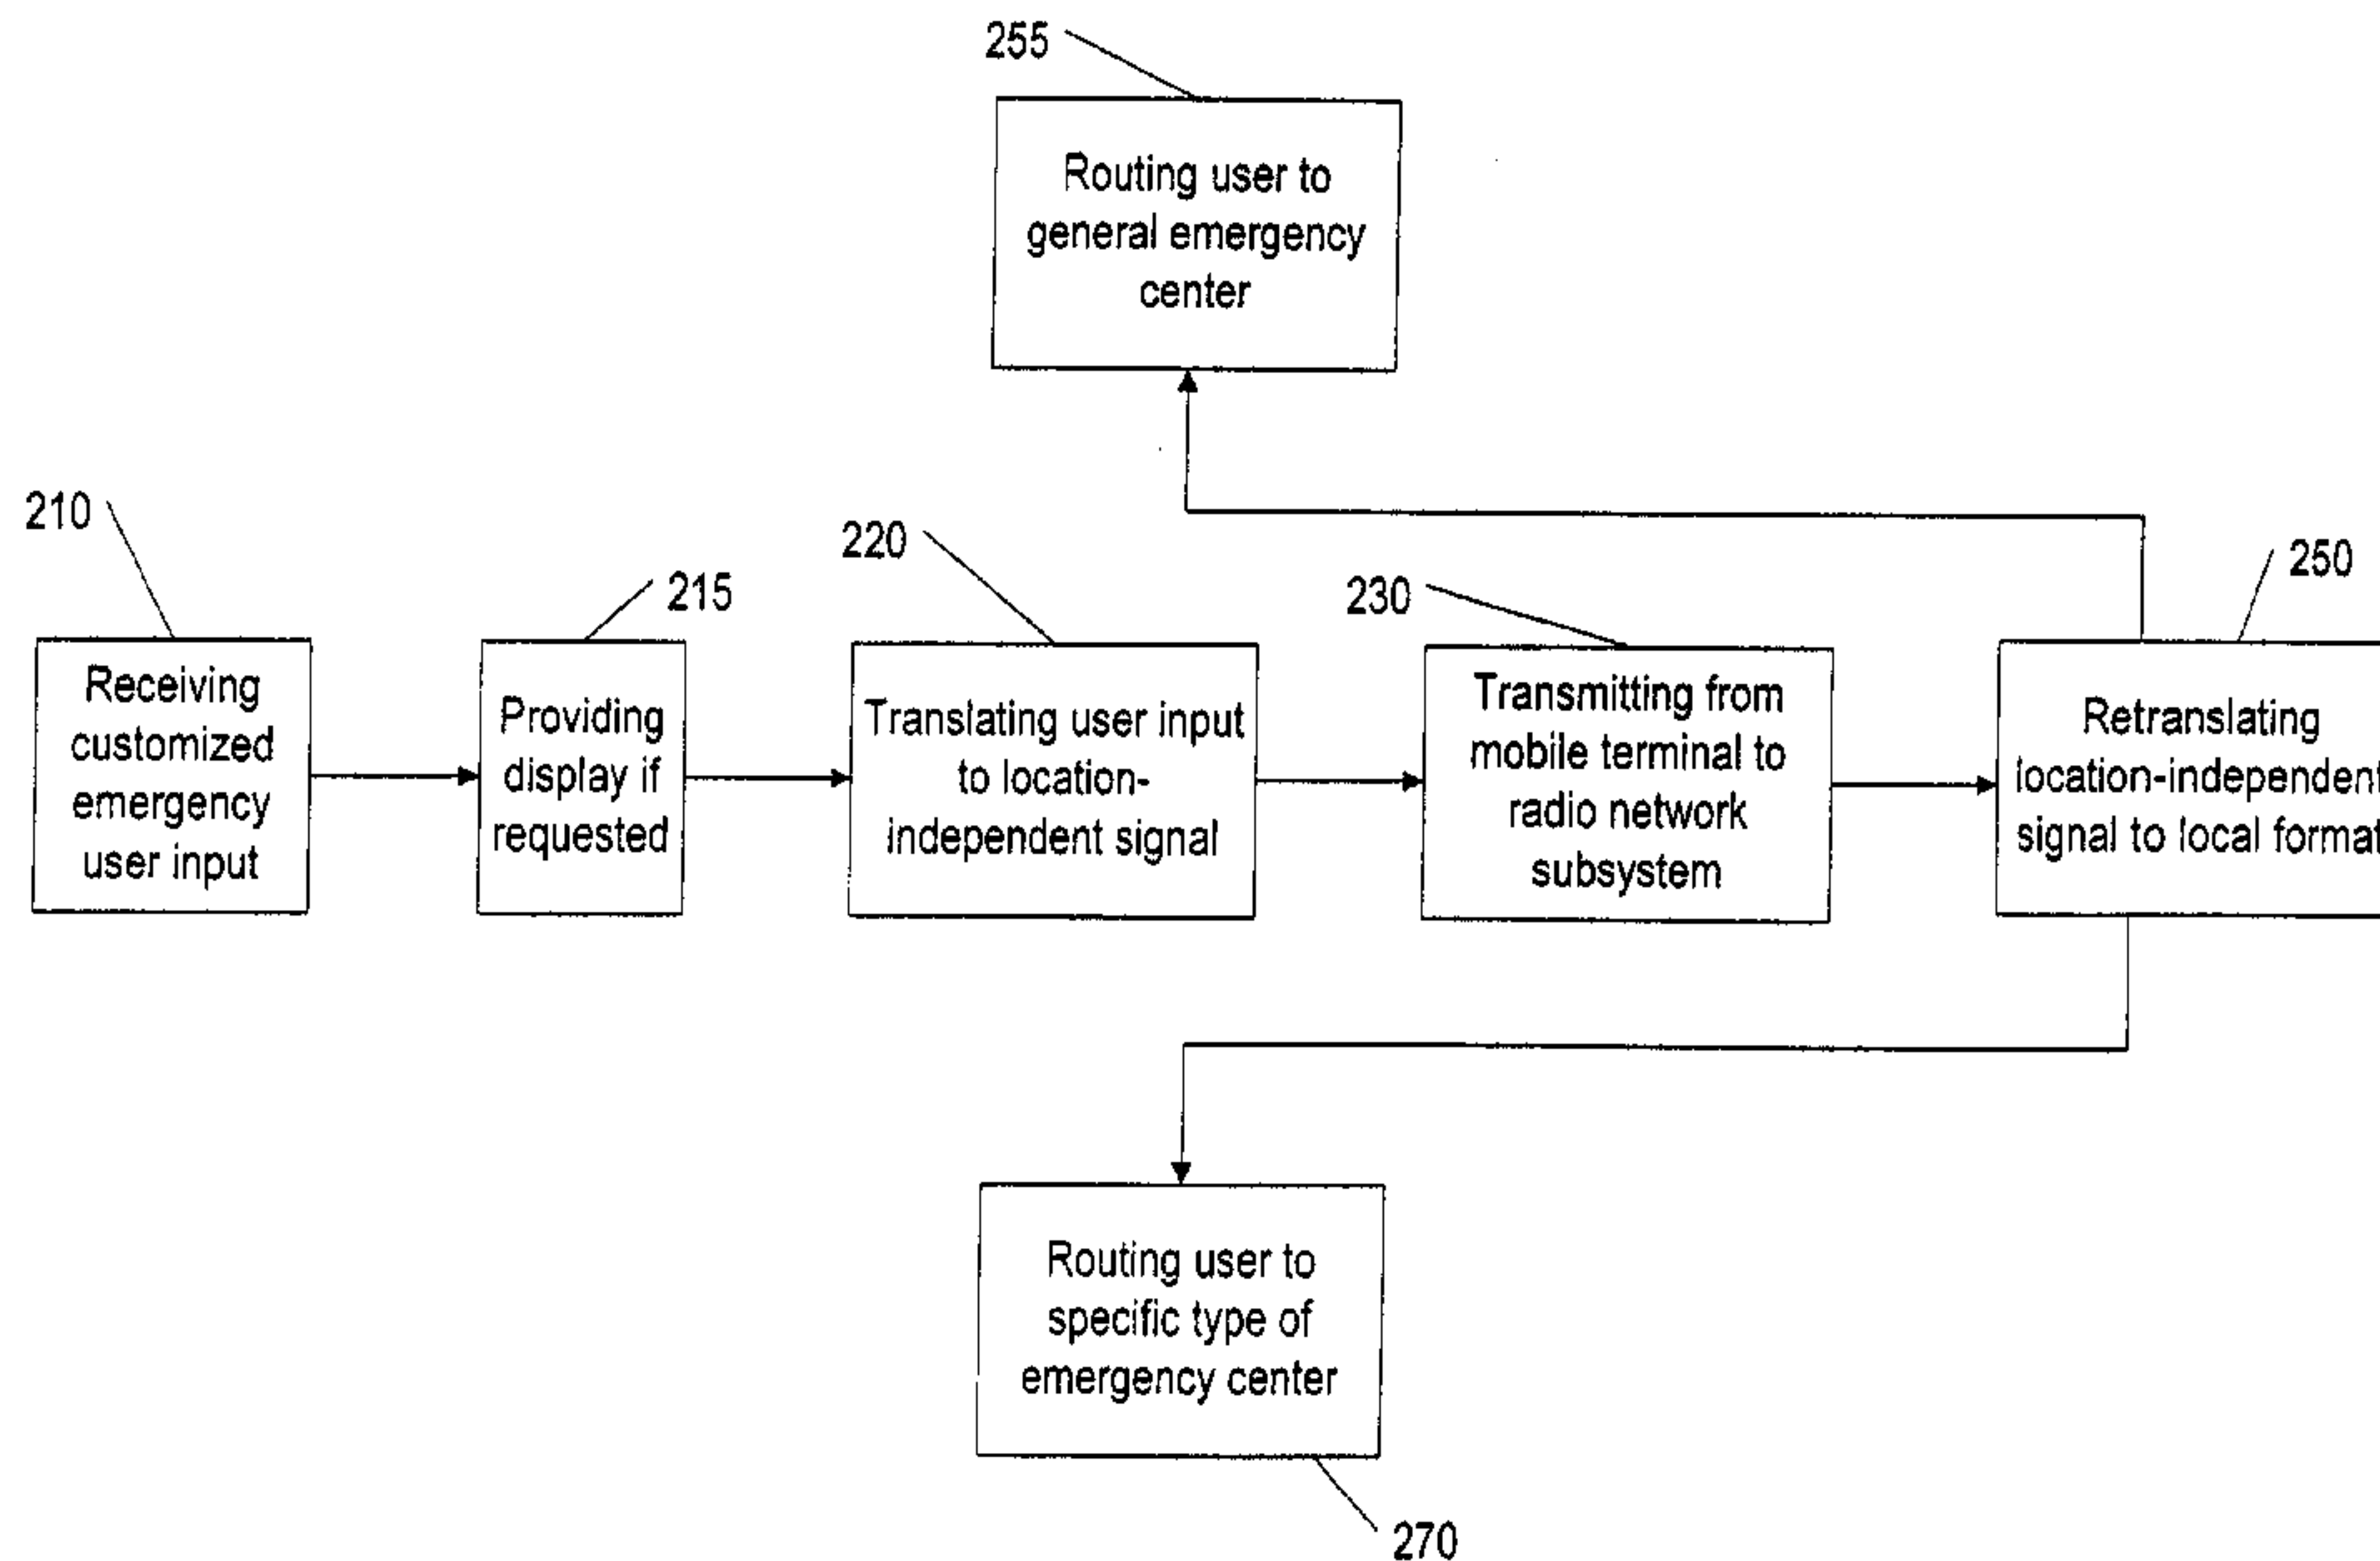 255
Routing user to
general emergency
center
210
Receiving
customized
emergency
user input
215
Providing
display if
requested
220
Translating user input
to location-
independent signal
230
Transmitting from
mobile terminal to
radio network
subsystem
250
Retranslating
location-independent
signal to local format
Routing user to
specific type of
emergency center
270